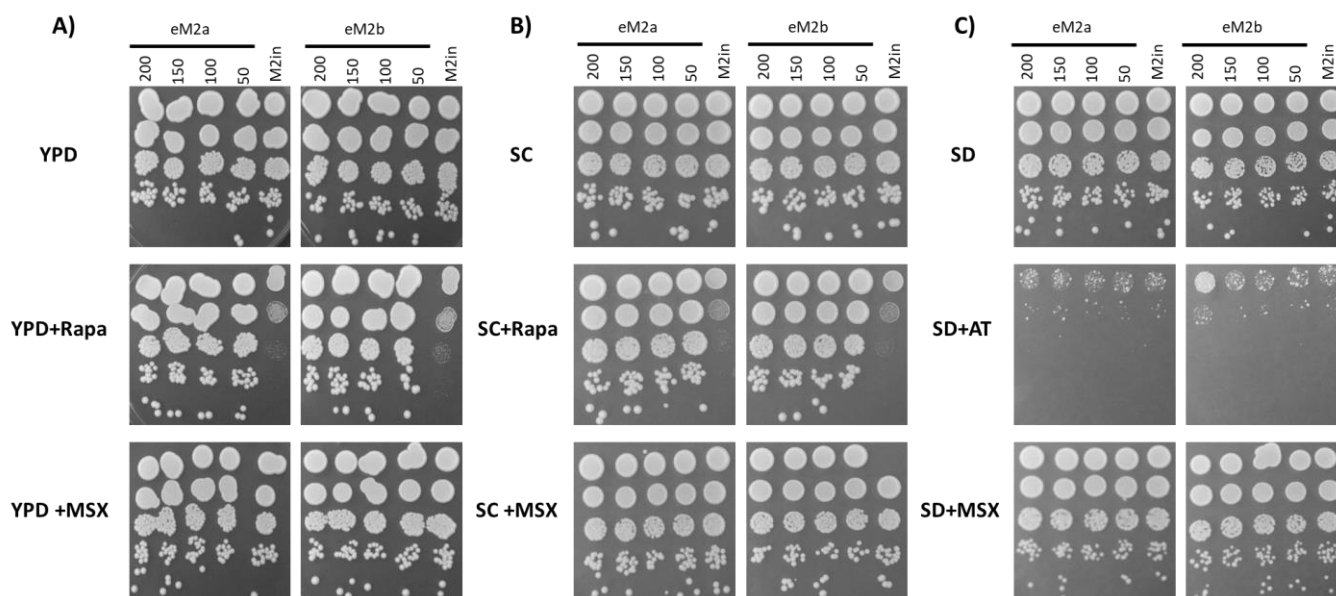 A)
eM2a
eM2b
200 150 100 50 M2in
200 150 100 50 M2in
YPD
YPD+Rapa
YPD +MSX
B)
eM2a
eM2b
200 150 100 50 M2in
200 150 100 50 M2in
SC
SC+Rapa
SC +MSX
C)
eM2a
eM2b
200 150 100 50 M2in
200 150 100 50 M2in
SD
SD+AT
SD+MSX